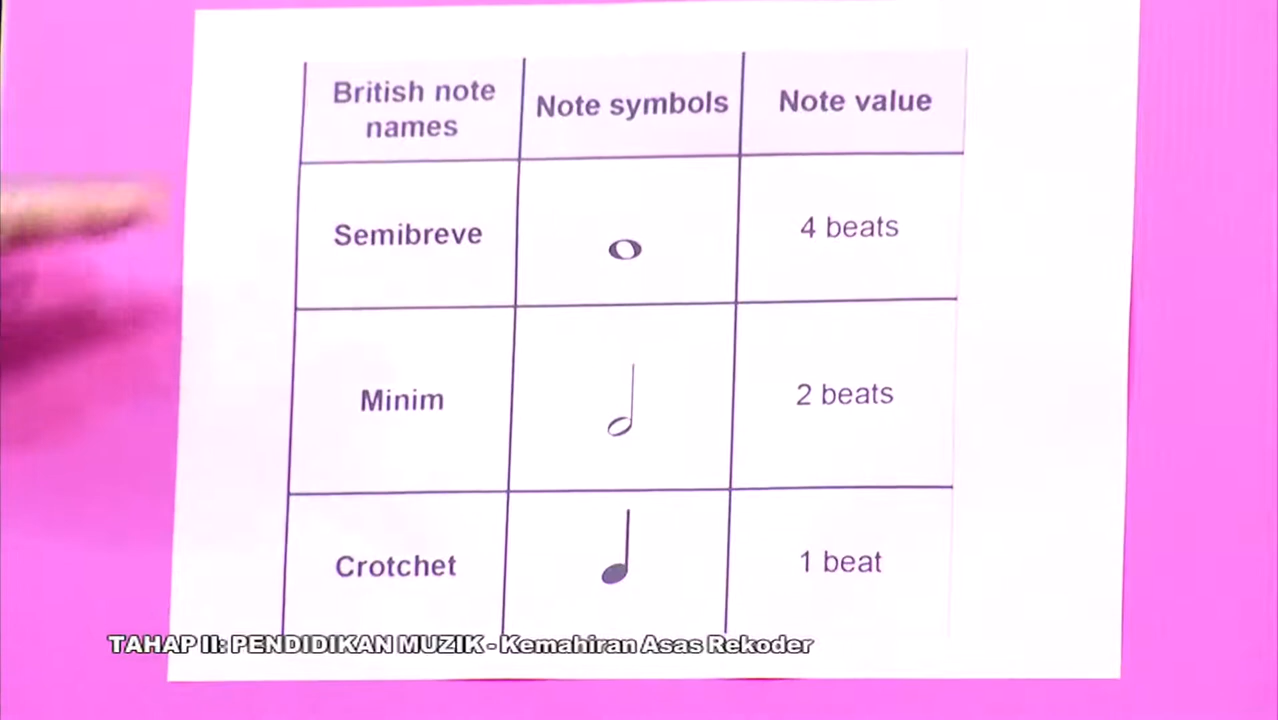 British note
names
Note symbols
Note value
Semibreve
4 beats
Minim
2 beats
Crotchet
1 beat
TAHAP II: PENDIDIKAN MUZIK - Kemahiran Asas Rekoder